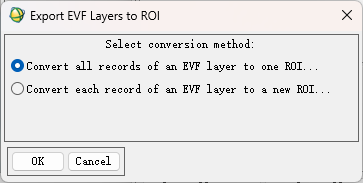 Export EVF Layers to ROI
Select conversion method:
Convert all records of an EVF layer to one ROI...
Convert each record of an EVF layer to a new ROI...
OK Cancel